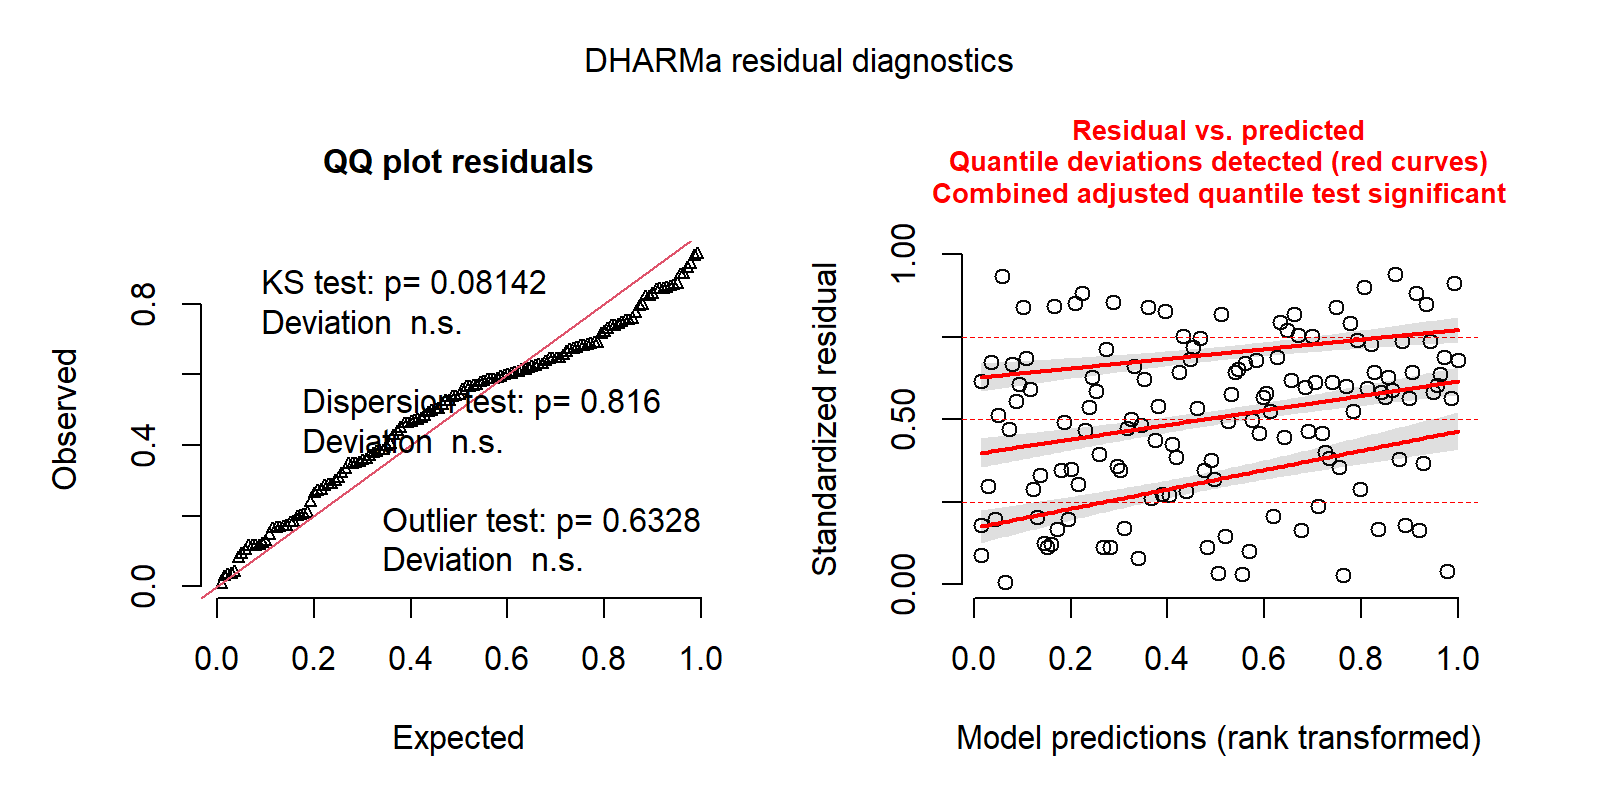 DHARMa residual diagnostics
QQ plot residuals
KS test: p= 0.08142
Deviation n.s.
Dispersion test: p= 0.816
Deviation n.s.
Outlier test: p= 0.6328
Deviation n.s.
Observed
0.0
0.4
0.8
0.0 0.2 0.4 0.6 0.8 1.0
Expected
Residual vs. predicted
Quantile deviations detected (red curves)
Combined adjusted quantile test significant
Standardized residual
0.00
0.50
1.00
0.0 0.2 0.4 0.6 0.8 1.0
Model predictions (rank transformed)